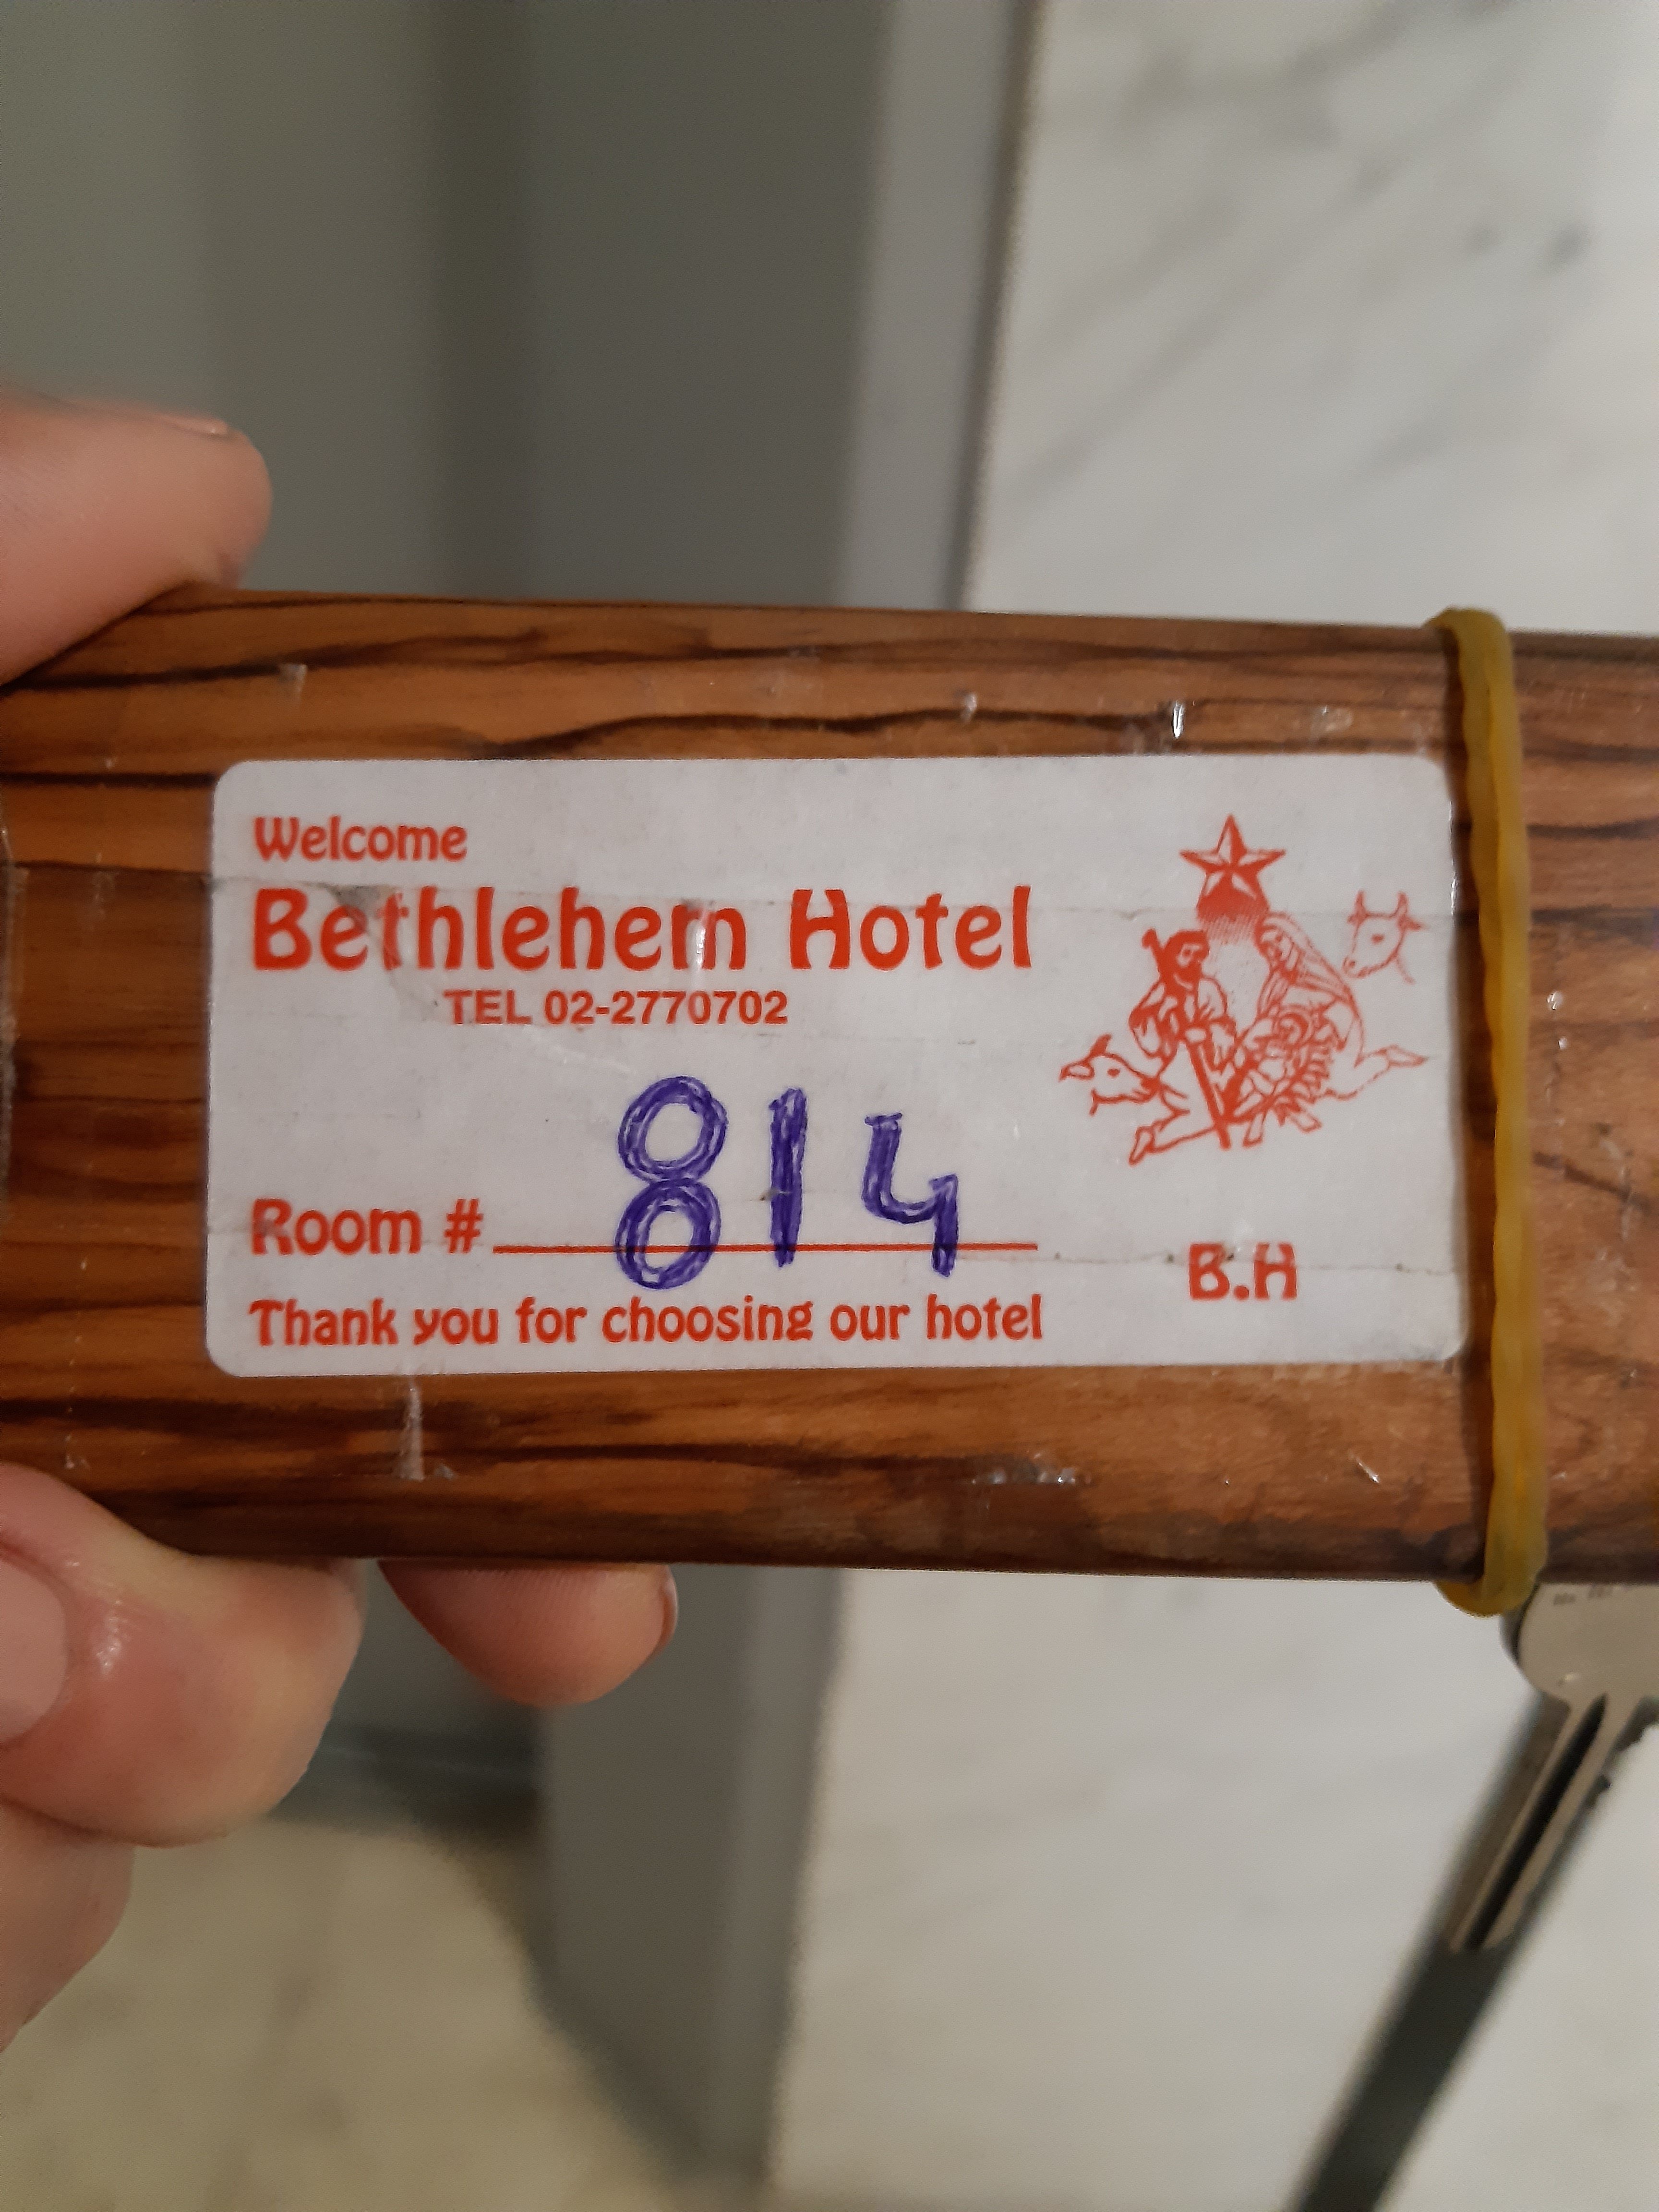 Welcome
Bethlehem Hotel
TEL 02-2770702
Room # 814
B.H
Thank you for choosing our hotel